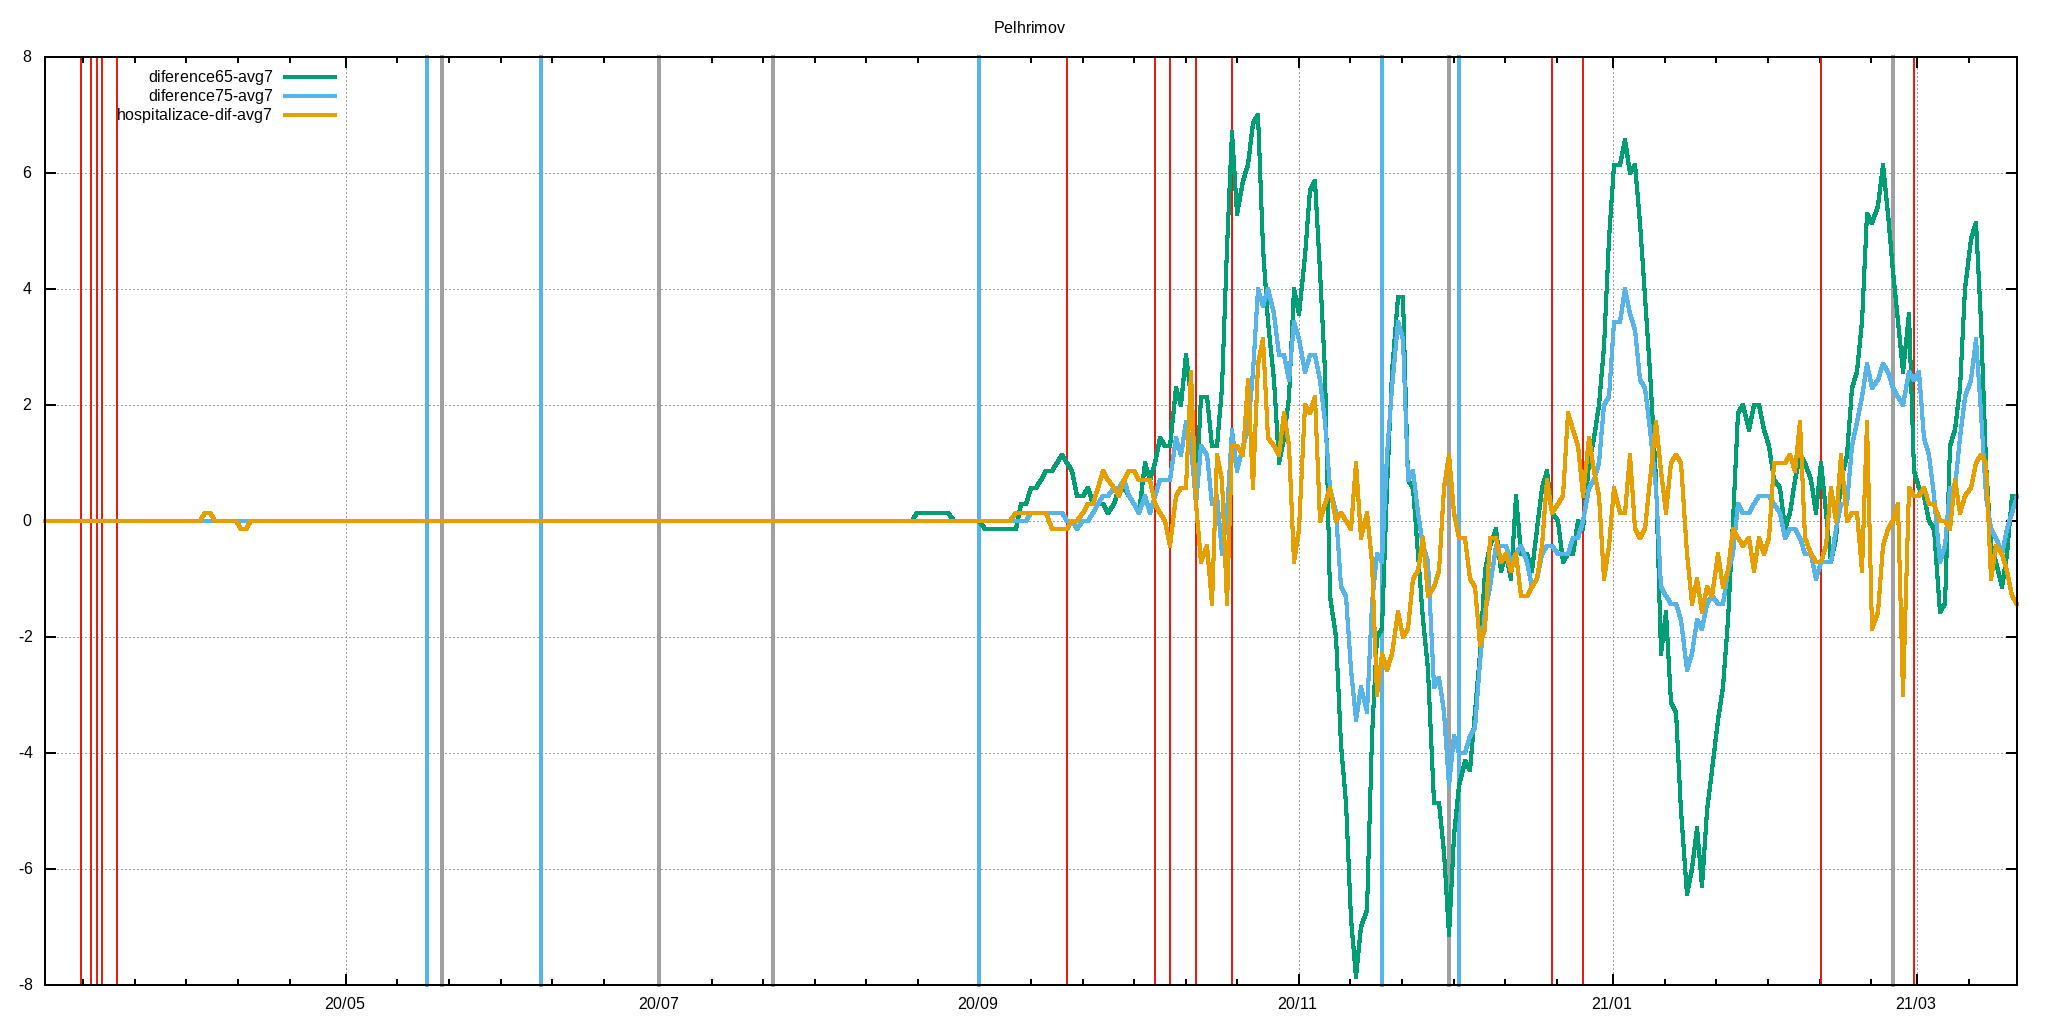 Pelhrimov
8
6
4
2
0
-2
-4
-6
-8
diference65-avg7
diference75-avg7
hospitalizace-dif-avg7
20/05 20/07 20/09 20/11 21/01 21/03